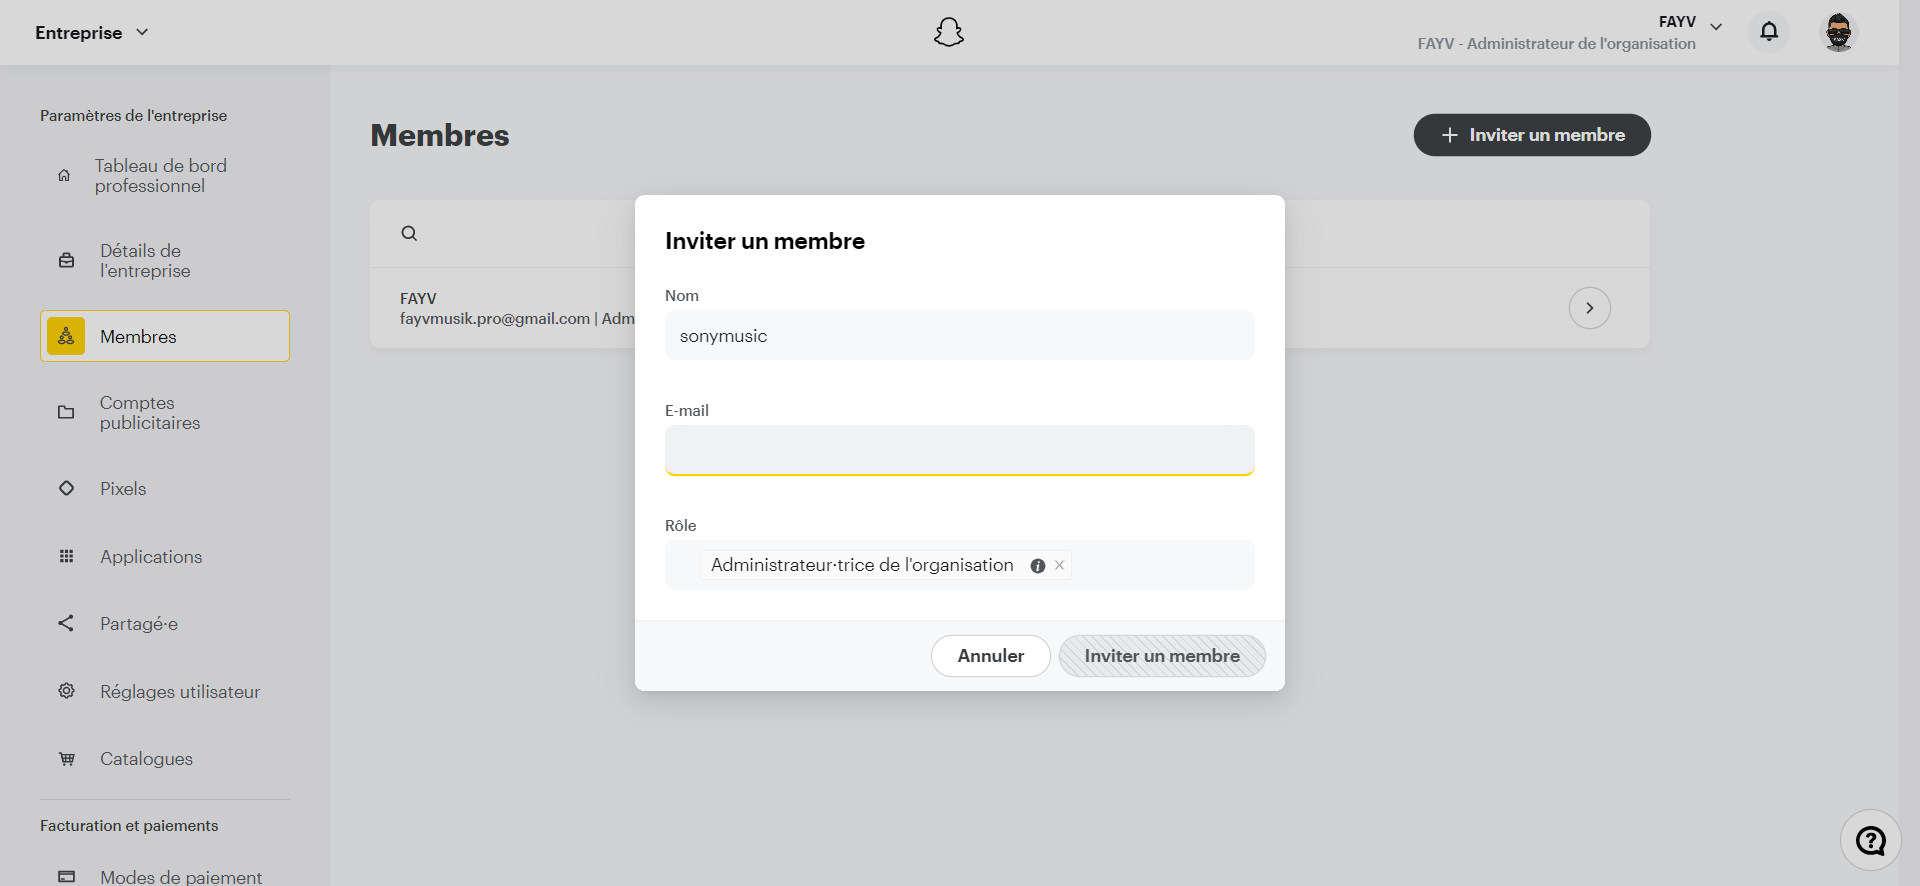 Entreprise
FAYV
FAYV - Administrateur de l'organisation
Paramètres de l'entreprise
Tableau de bord
professionnel
Détails de
l'entreprise
Membres
Comptes
publicitaires
Pixels
Applications
Partagé·e
Réglages utilisateur
Catalogues
Facturation et paiements
Modes de paiement
Membres
Inviter un membre
FAYV
fayvmusik.pro@gmail.com | Adm
Inviter un membre
Nom
sonymusic
E-mail
Rôle
Administrateur·trice de l'organisation
Annuler
Inviter un membre